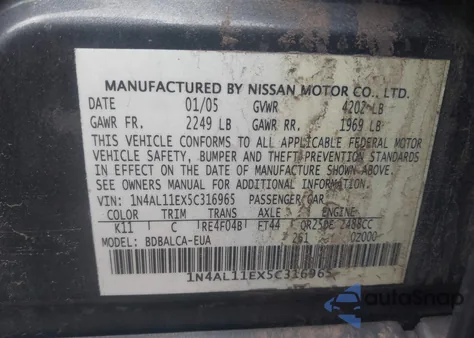 MANUFACTURED BY NISSAN MOTOR CO., LTD.
DATE 01/05 GVWR 4202 LB
GAWR FR. 2249 LB GAWR RR. 1969 LB
THIS VEHICLE CONFORMS TO ALL APPLICABLE FEDERAL MOTOR
VEHICLE SAFETY, BUMPER AND THEFT-PREVENTION STANDARDS
IN EFFECT ON THE DATE OF MANUFACTURE SHOWN ABOVE.
SEE OWNERS MANUAL FOR ADDITIONAL INFORMATION.
VIN: 1N4AL11EX5C316965 PASSENGER CAR
COLOR TRIM TRANS AXLE ENGINE
K11 C RE4F04B FT44 QR25DE 2488CC
MODEL: BDBALCA-EUA 261 02000
1N4AL11EX5C316965
autoSnap